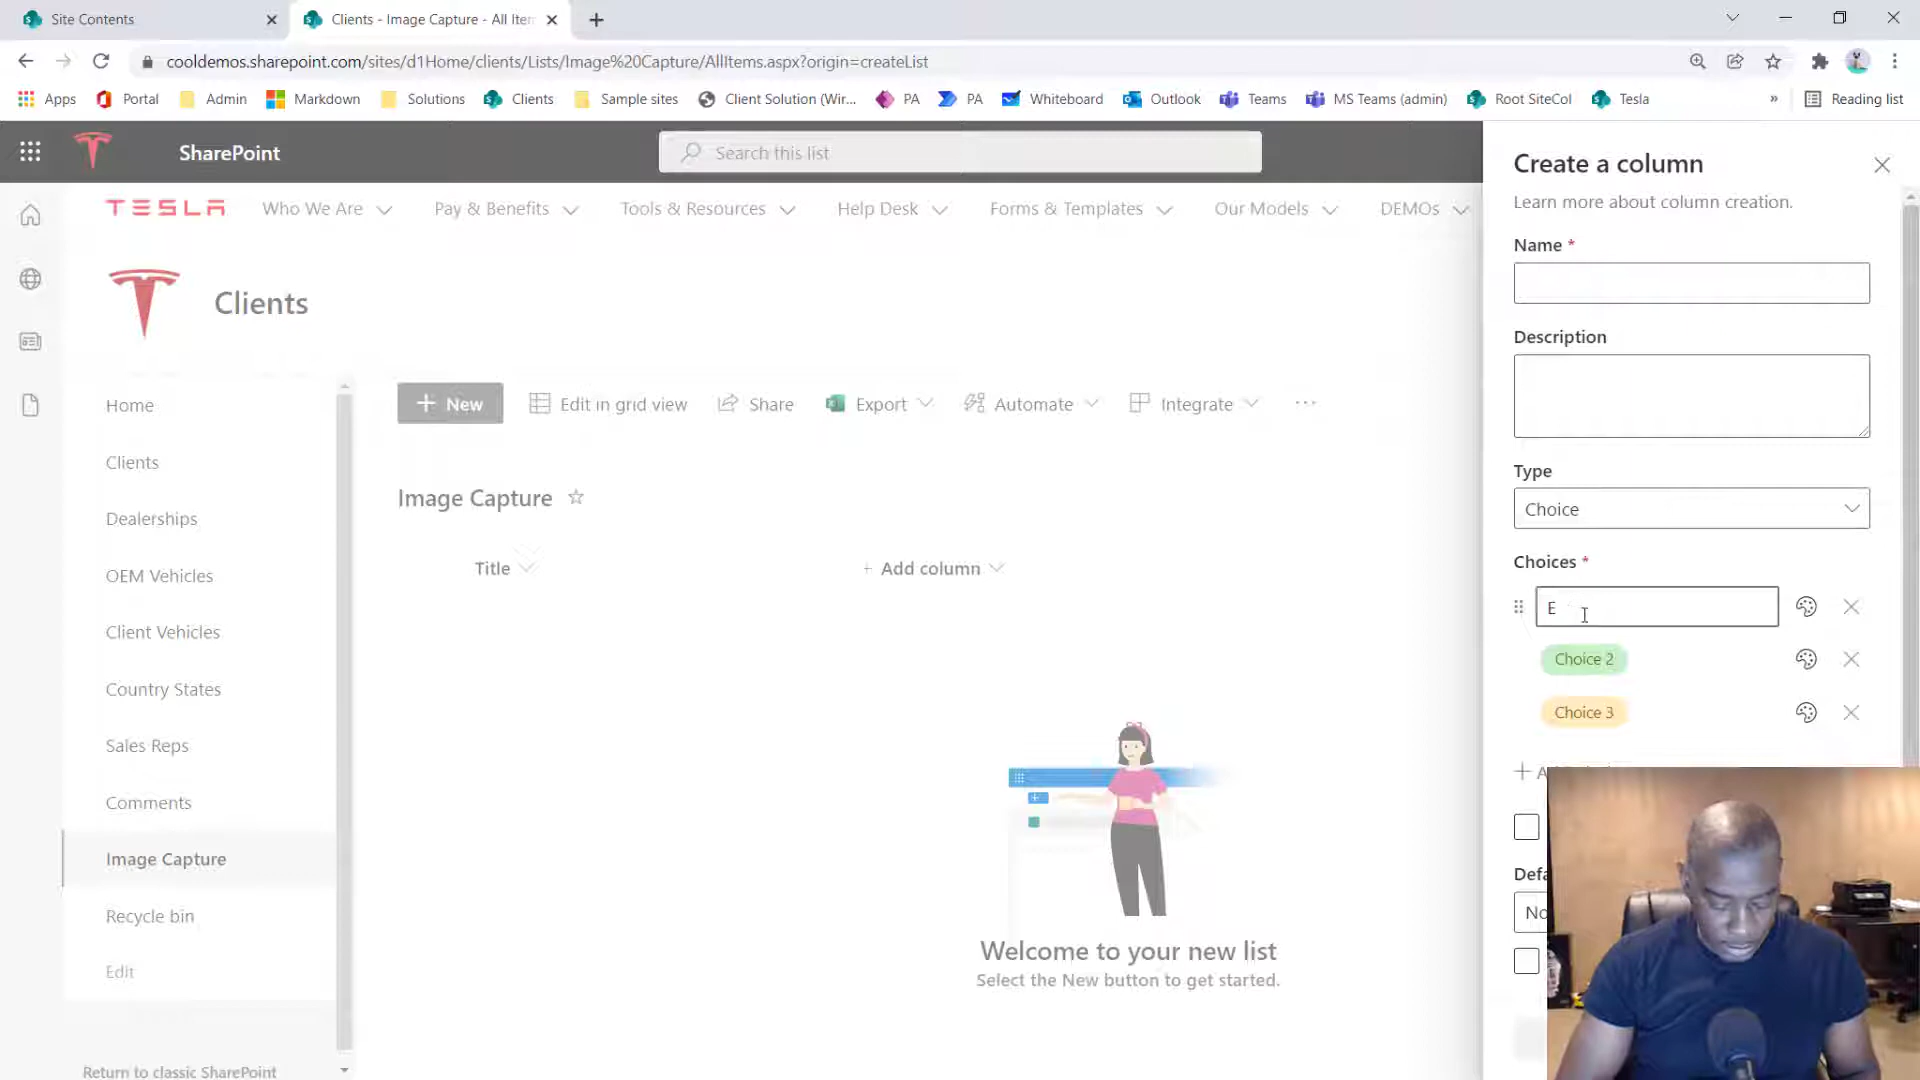 Site Contents
Clients - Image Capture - All Iten
cooldemos.sharepoint.com/sites/d1Home/clients/Lists/Image%20Capture/AllItems.aspx?origin=createList
Apps Portal Admin Markdown Solutions Clients Sample sites Client Solution (Wir... PA PA Whiteboard Outlook Teams MS Teams (admin) Root SiteCol Tesla » Reading list
SharePoint
Search this list
TESLA Who We Are Pay & Benefits Tools & Resources Help Desk Forms & Templates Our Models DEMOs
Clients
Home
Clients
Dealerships
OEM Vehicles
Client Vehicles
Country States
Sales Reps
Comments
Image Capture
Recycle bin
Edit
Return to classic SharePoint
+ New Edit in grid view Share Export Automate Integrate ...
Image Capture
Title + Add column
Welcome to your new list
Select the New button to get started.
Create a column
Learn more about column creation.
Name *
Description
Type
Choice
Choices *
E
Choice 2
Choice 3